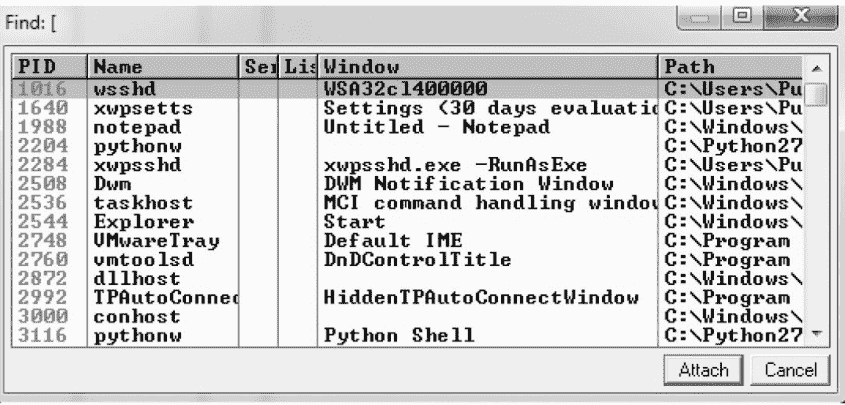 Find: [
PID Name Sei Lis Window Path
1016 wsshd WSA32cl400000 C:\Users\Pu
1640 xwpsetts Settings (30 days evaluatio C:\Users\Pu
1988 notepad Untitled - Notepad C:\Windows\
2204 pythonw C:\Python27
2284 xwpsshd xwpsshd.exe -RunAsExe C:\Users\Pu
2508 Dwm DWM Notification Window C:\Windows\
2536 taskhost MCI command handling window C:\Windows\
2544 Explorer Start C:\Windows\
2748 VMwareTray Default IME C:\Program
2760 vmtoolsd DnDControlTitle C:\Program
2872 dllhost C:\Windows\
2992 TPAutoConnec HiddenTPAutoConnectWindow C:\Program
3000 conhost C:\Windows\
3116 pythonw Python Shell C:\Python27
Attach Cancel